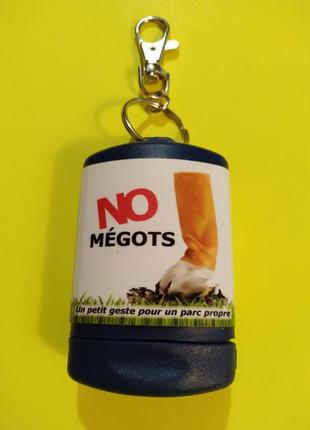 NO
MÉGOTS
Un petit geste pour un parc propre